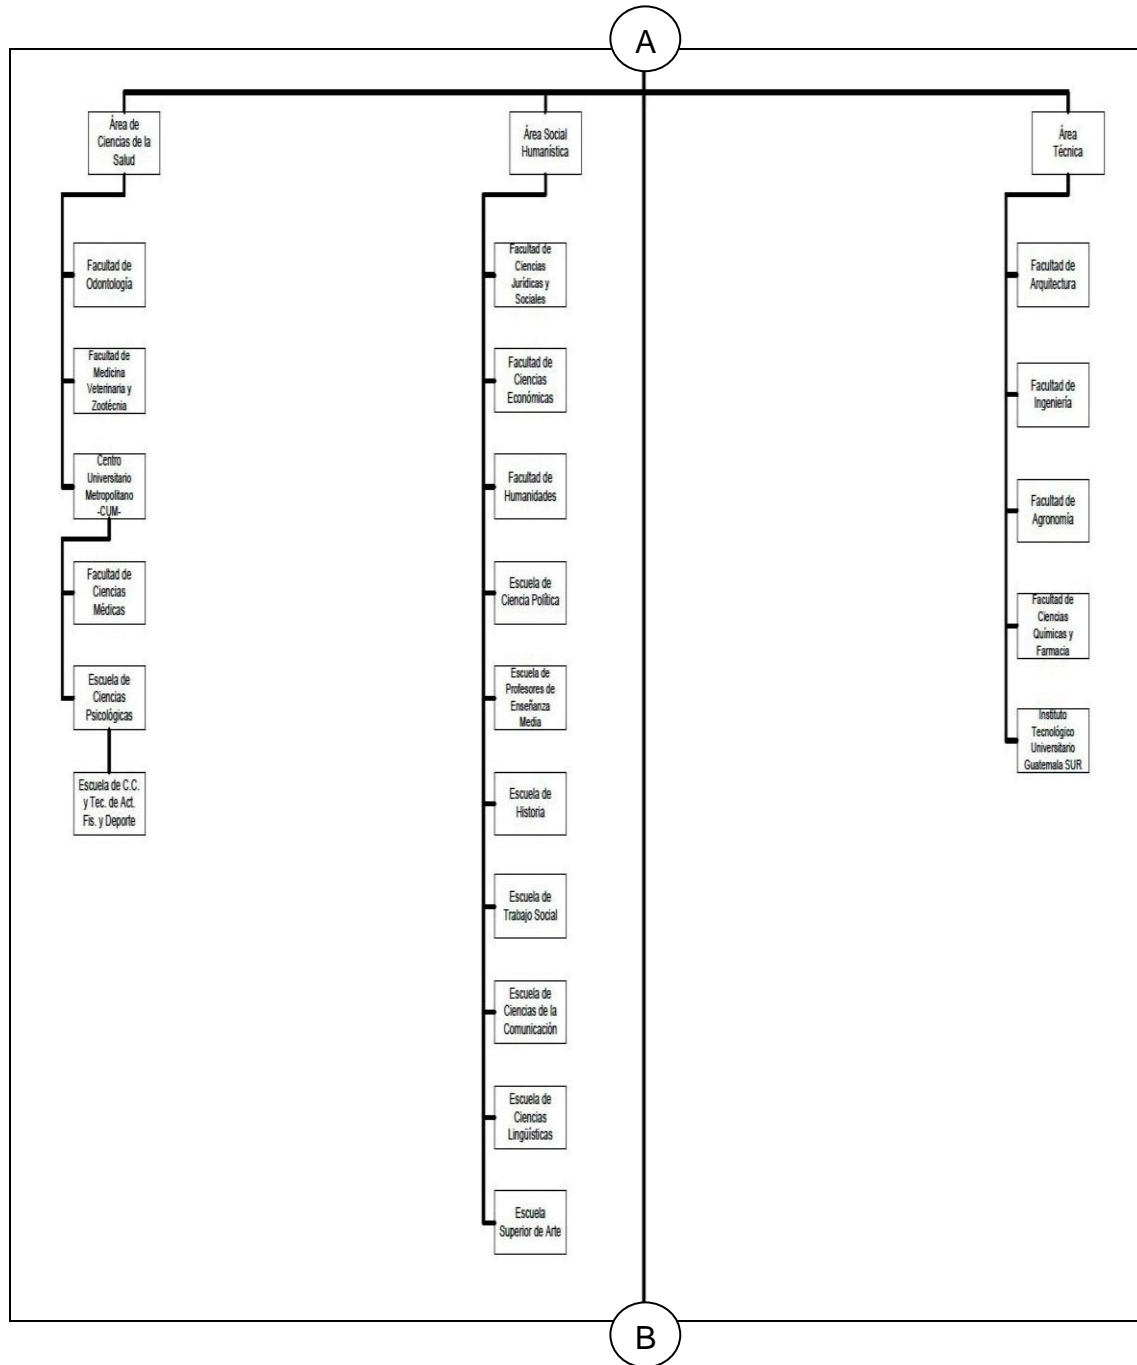 A
Área de
Ciencias de la
Salud
Área Social
Humanística
Área
Técnica
Facultad de
Odontología
Facultad de
Medicina
Veterinaria y
Zootécnia
Centro
Universitario
Metropolitano
-CUM-
Facultad de
Ciencias
Médicas
Escuela de
Ciencias
Psicológicas
Escuela de C.C.
y Tec. de Act.
Fis. y Deporte
Facultad de
Ciencias
Jurídicas y
Sociales
Facultad de
Ciencias
Económicas
Facultad de
Humanidades
Escuela de
Ciencia Política
Escuela de
Profesores de
Enseñanza
Media
Escuela de
Historia
Escuela de
Trabajo Social
Escuela de
Ciencias de la
Comunicación
Escuela de
Ciencias
Lingüísticas
Escuela
Superior de Arte
Facultad de
Arquitectura
Facultad de
Ingeniería
Facultad de
Agronomía
Facultad de
Ciencias
Químicas y
Farmacia
Instituto
Tecnológico
Universitario
Guatemala SUR
B